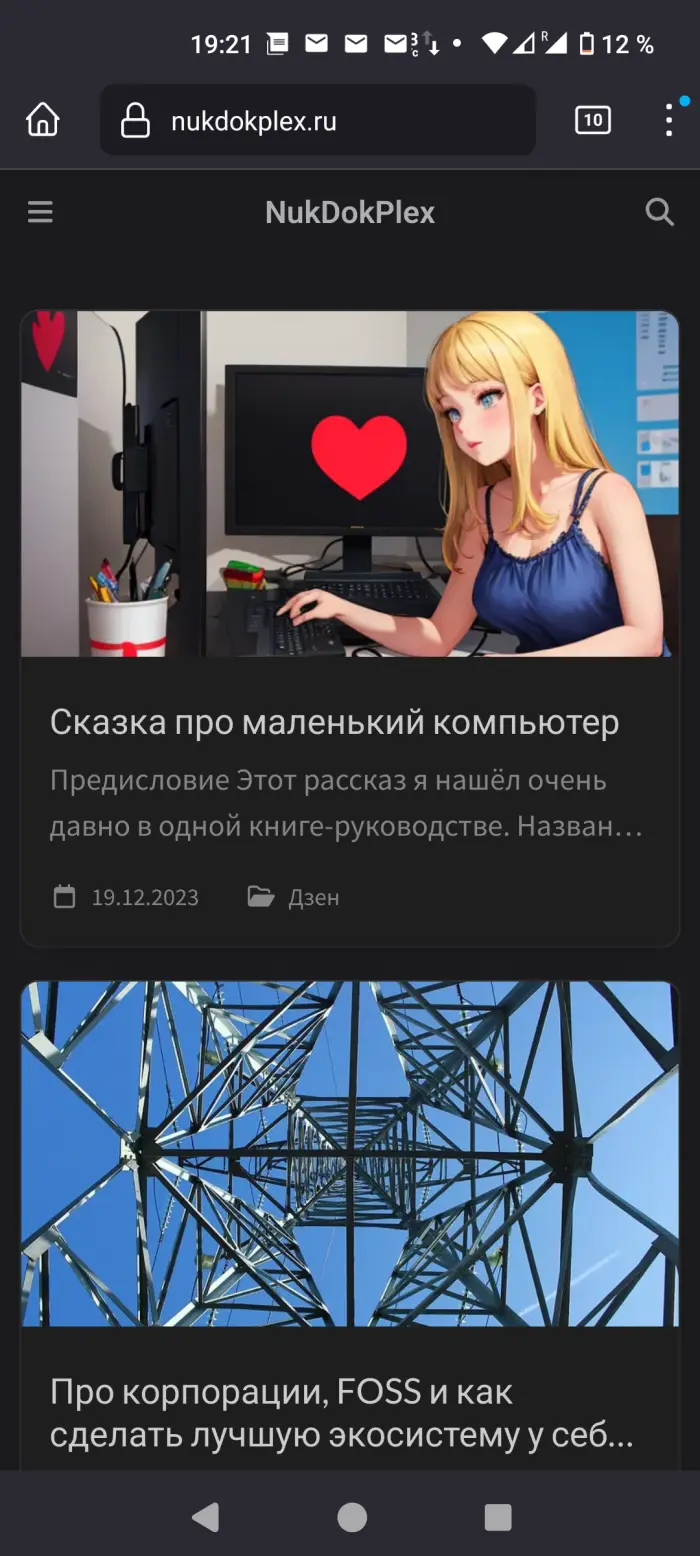 19:21
12 %
nukdokplex.ru
10
NukDokPlex
Сказка про маленький компьютер
Предисловие Этот рассказ я нашёл очень
давно в одной книге-руководстве. Назван…
19.12.2023 Дзен
Про корпорации, FOSS и как
сделать лучшую экосистему у себ...